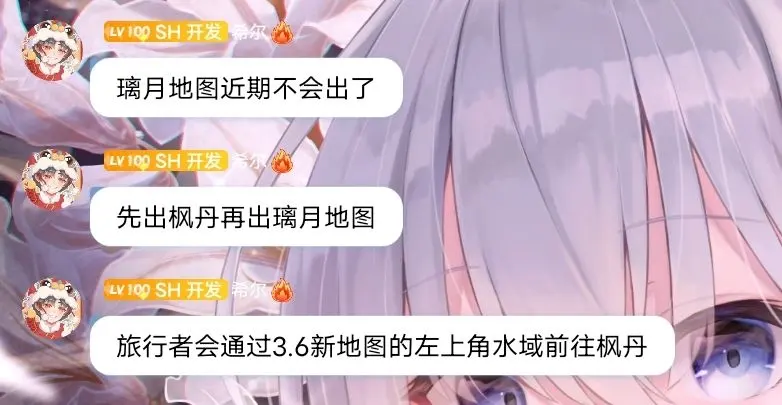 LV100 SH 开发 希尔
璃月地图近期不会出了
LV100 SH 开发 希尔
先出枫丹再出璃月地图
LV100 SH 开发 希尔
旅行者会通过3.6新地图的左上角水域前往枫丹